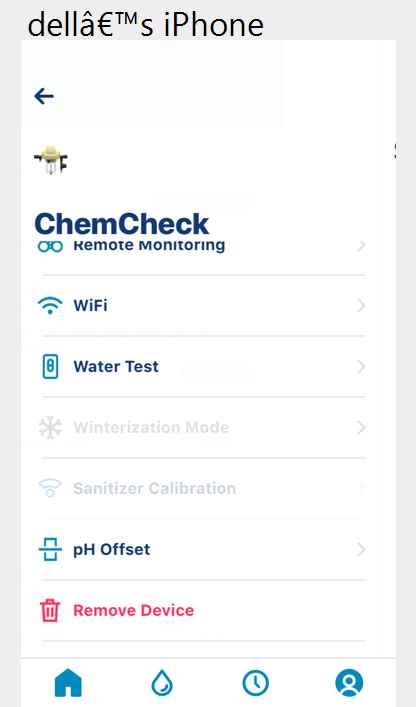 dellâ€™s iPhone
ChemCheck
Remote Monitoring
WiFi
Water Test
Winterization Mode
Sanitizer Calibration
pH Offset
Remove Device